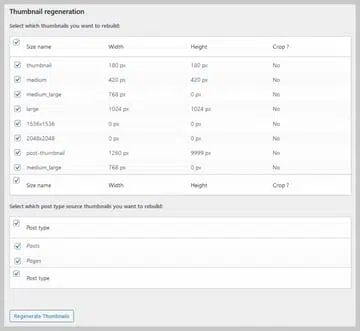 Thumbnail regeneration
Select which thumbnails you want to rebuild:
Size name Width Height Crop ?
thumbnail 180 px 180 px No
medium 420 px 420 px No
medium_large 768 px 0 px No
large 1024 px 1024 px No
1536x1536 0 px 0 px No
2048x2048 0 px 0 px No
post-thumbnail 1260 px 9999 px No
medium_large 768 px 0 px No
Size name Width Height Crop ?
Select which post type source thumbnails you want to rebuild:
Post type
Posts
Pages
Post type
Regenerate Thumbnails